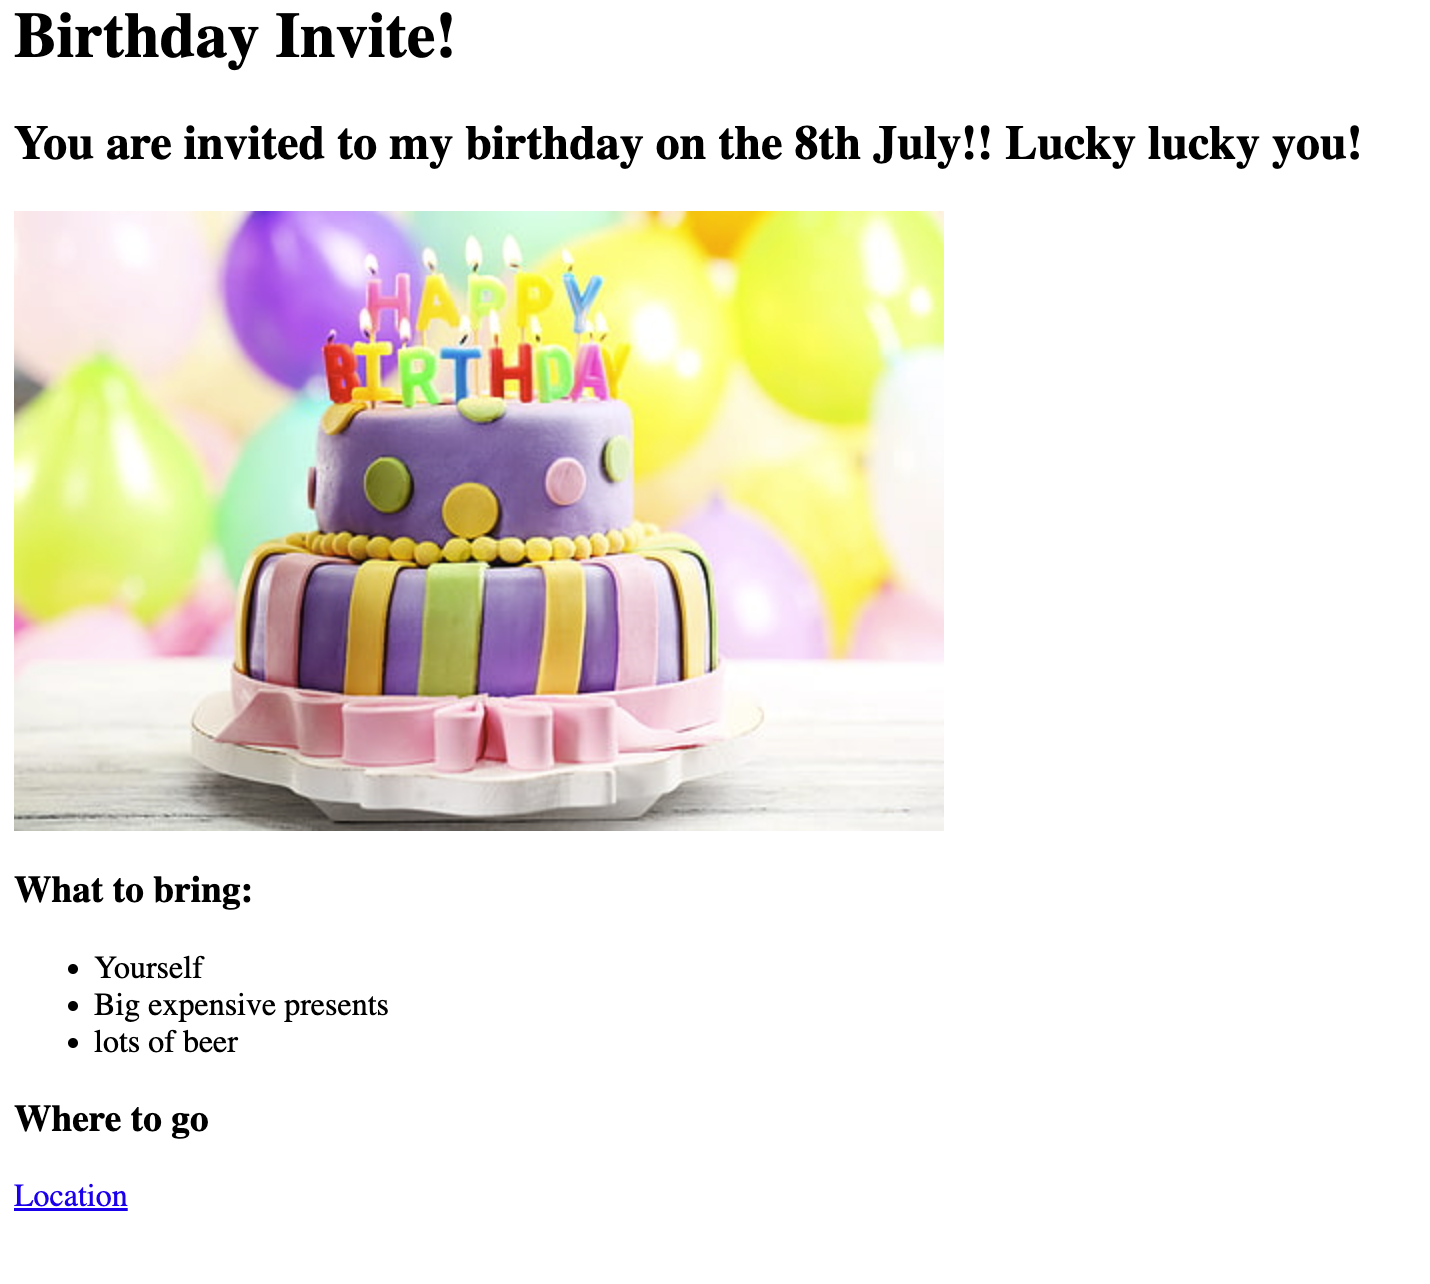 Birthday Invite!
You are invited to my birthday on the 8th July!! Lucky lucky you!
HAPPY
BIRTHDAY
What to bring:
Yourself
Big expensive presents
lots of beer
Where to go
Location